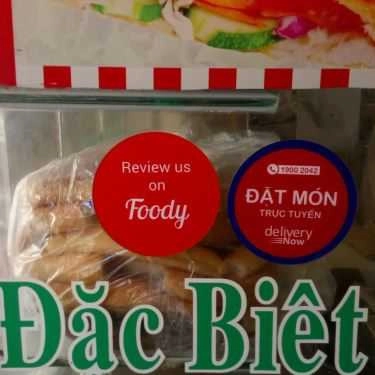 Review us
on
Foody
1900 2042
ĐẶT MÓN
TRỰC TUYẾN
delivery
Now
Đặc Biệt